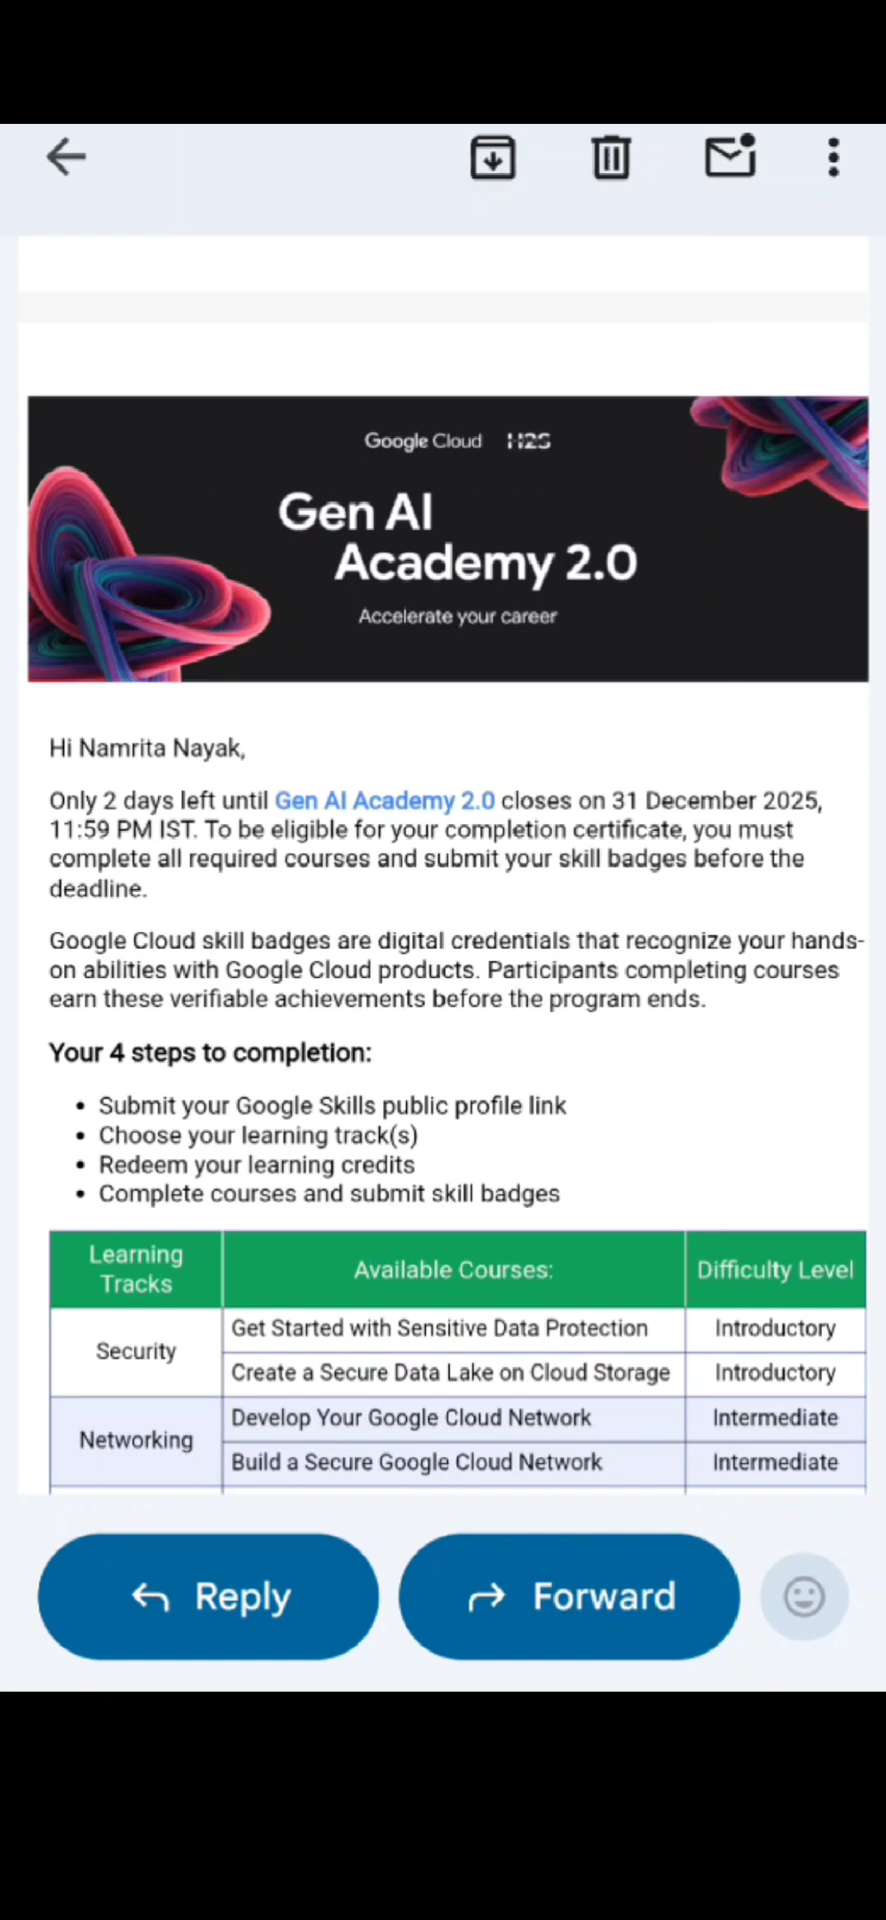 Google Cloud H2S
Gen AI
Academy 2.0
Accelerate your career
Hi Namrita Nayak,
Only 2 days left until Gen AI Academy 2.0 closes on 31 December 2025,
11:59 PM IST. To be eligible for your completion certificate, you must
complete all required courses and submit your skill badges before the
deadline.
Google Cloud skill badges are digital credentials that recognize your hands-
on abilities with Google Cloud products. Participants completing courses
earn these verifiable achievements before the program ends.
Your 4 steps to completion:
• Submit your Google Skills public profile link
• Choose your learning track(s)
• Redeem your learning credits
• Complete courses and submit skill badges
Learning
Tracks
Available Courses:
Difficulty Level
Security
Get Started with Sensitive Data Protection
Introductory
Create a Secure Data Lake on Cloud Storage
Introductory
Networking
Develop Your Google Cloud Network
Intermediate
Build a Secure Google Cloud Network
Intermediate
Reply
Forward